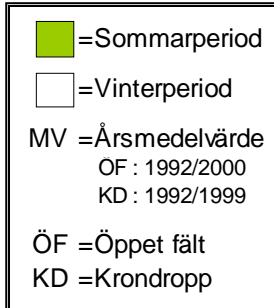 =Sommarperiod
=Vinterperiod
MV =Årsmedelvärde
ÖF : 1992/2000
KD : 1992/1999
ÖF =Öppet fält
KD =Krondropp